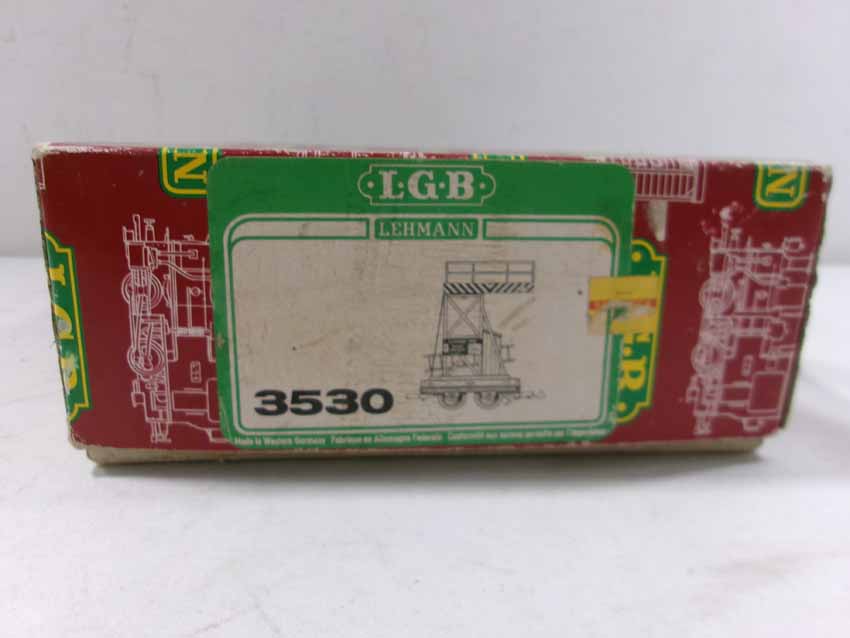 L.G.B
LEHMANN
3530
Made in Western Germany Fabriqué en Allemagne Fédérale